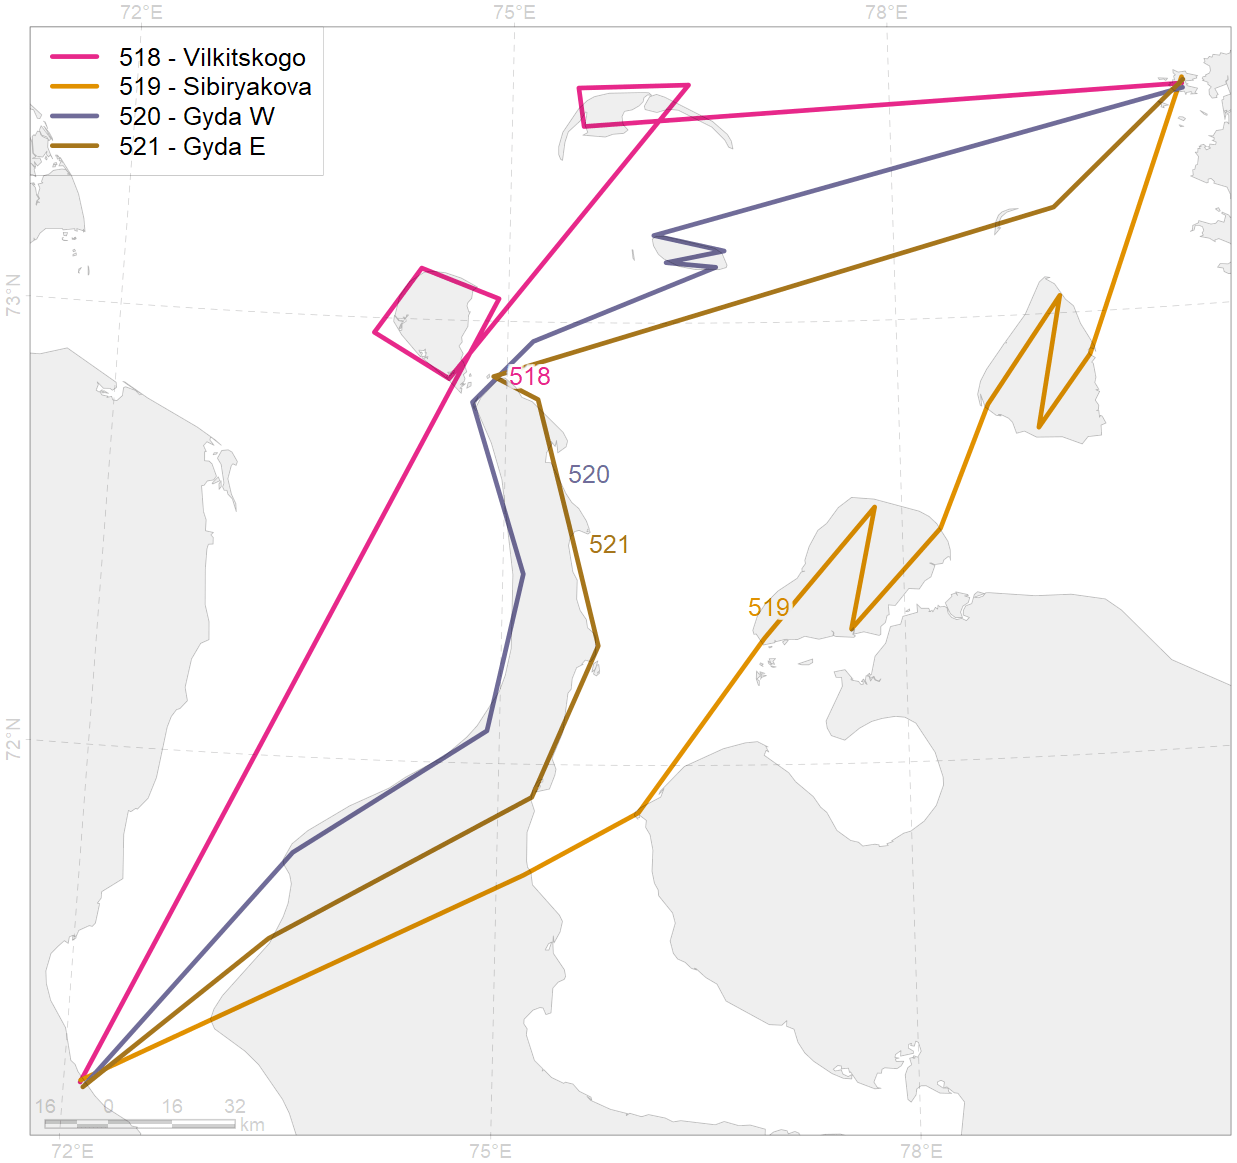 72°E 75°E 78°E
518 - Vilkitskogo
519 - Sibiryakova
520 - Gyda W
521 - Gyda E
73°N
518
520
521
519
72°N
16 0 16 32
km
72°E 75°E 78°E